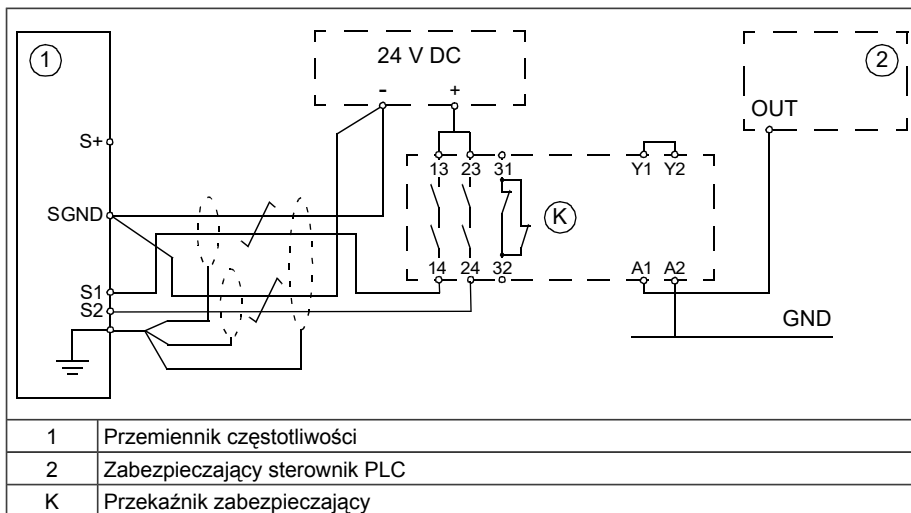 1
24 V DC
2
- +
OUT
S+
13 23 31
Y1 Y2
SGND
K
14 24 32
A1 A2
S1
S2
GND
1 Przemiennik częstotliwości
2 Zabezpieczający sterownik PLC
K Przekaźnik zabezpieczający